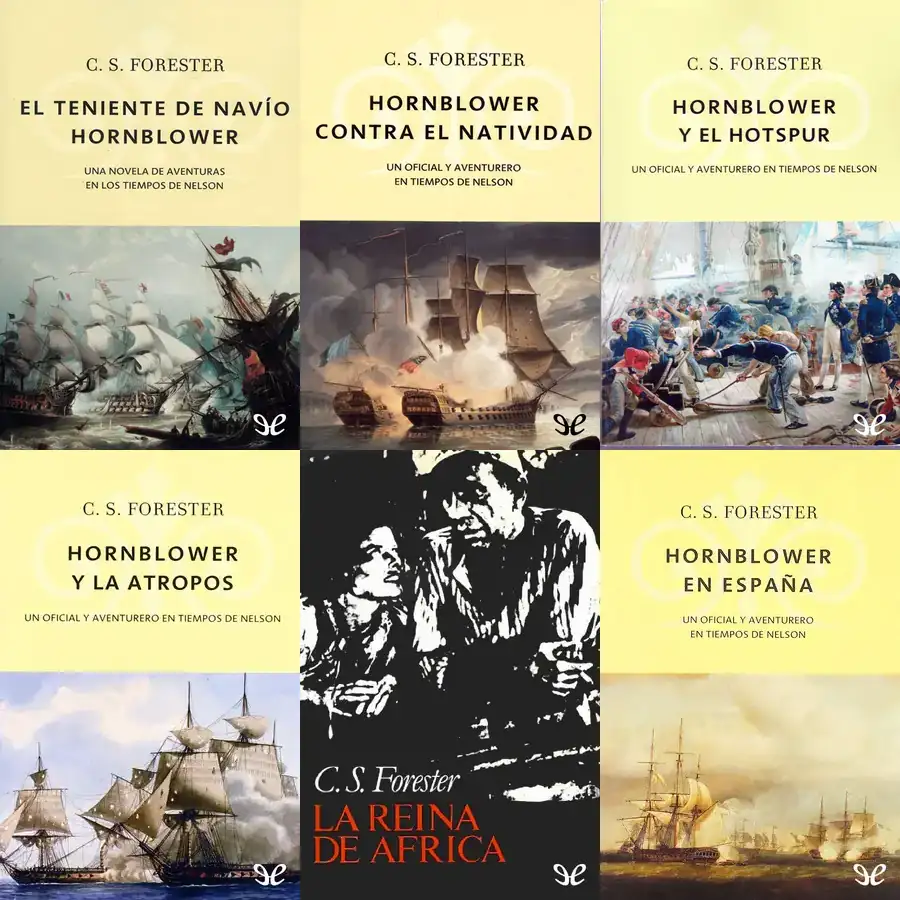 C. S. FORESTER
EL TENIENTE DE NAVÍO
HORNBLOWER
UNA NOVELA DE AVENTURAS
EN LOS TIEMPOS DE NELSON
C. S. FORESTER
HORNBLOWER
CONTRA EL NATIVIDAD
UN OFICIAL Y AVENTURERO
EN TIEMPOS DE NELSON
C. S. FORESTER
HORNBLOWER
Y EL HOTSPUR
UN OFICIAL Y AVENTURERO EN TIEMPOS DE NELSON
C. S. FORESTER
HORNBLOWER
Y LA ATROPOS
UN OFICIAL Y AVENTURERO EN TIEMPOS DE NELSON
C. S. Forester
LA REINA
DE AFRICA
C. S. FORESTER
HORNBLOWER
EN ESPAÑA
UN OFICIAL Y AVENTURERO
EN TIEMPOS DE NELSON